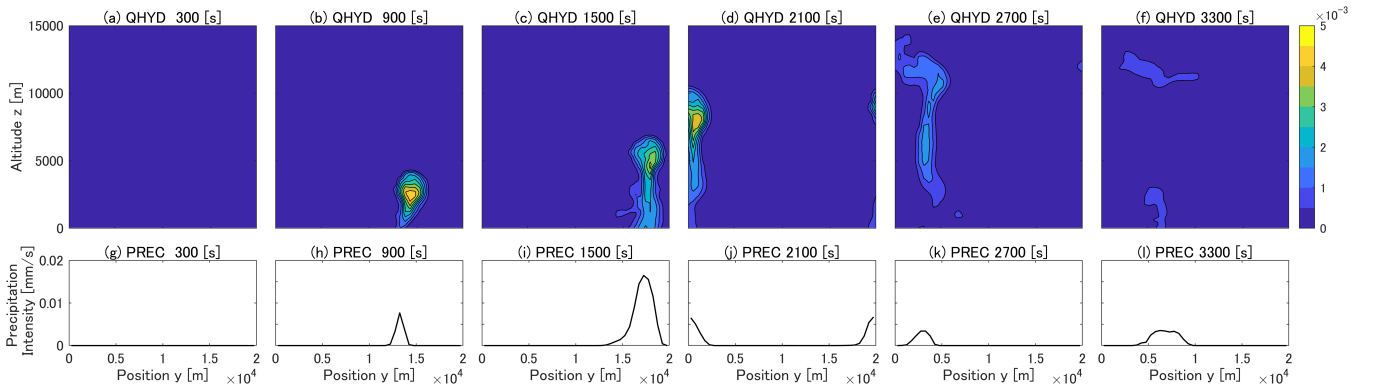 (a) QHYD 300 [s] (b) QHYD 900 [s] (c) QHYD 1500 [s] (d) QHYD 2100 [s] (e) QHYD 2700 [s] (f) QHYD 3300 [s]
×10⁻³
15000
10000
5000
0
Altitude z [m]
5
4
3
2
1
0
(g) PREC 300 [s] (h) PREC 900 [s] (i) PREC 1500 [s] (j) PREC 2100 [s] (k) PREC 2700 [s] (l) PREC 3300 [s]
0.02
0.01
0
Precipitation
Intensity [mm/s]
0 0.5 1 1.5 2 0 0.5 1 1.5 2 0 0.5 1 1.5 2 0 0.5 1 1.5 2 0 0.5 1 1.5 2 0 0.5 1 1.5 2
Position y [m] ×10⁴ Position y [m] ×10⁴ Position y [m] ×10⁴ Position y [m] ×10⁴ Position y [m] ×10⁴ Position y [m] ×10⁴